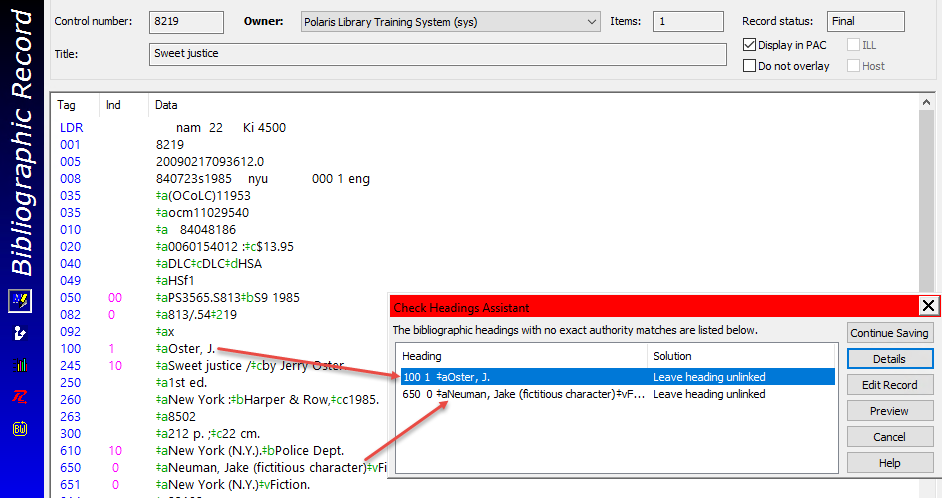 Bibliographic Record
Control number: 8219 Owner: Polaris Library Training System (sys) Items: 1 Record status: Final
Display in PAC ILL
Title: Sweet justice
Do not overlay Host
Tag Ind Data
LDR nam 22 Ki 4500
001 8219
005 20090217093612.0
008 840723s1985 nyu 000 1 eng
035 ‡a(OCoLC)11953
035 ‡aocm11029540
010 ‡a 84048186
020 ‡a0060154012 :‡c$13.95
040 ‡aDLC‡cDLC‡dHSA
049 ‡aHSf1
050 00 ‡aPS3565.S813‡bS9 1985
082 0 ‡a813/.54‡219
092 ‡ax
100 1 ‡aOster, J.
245 10 ‡aSweet justice /‡cby Jerry Oster
250 ‡a1st ed.
260 ‡aNew York :‡bHarper & Row,‡cc1985.
263 ‡a8502
300 ‡a212 p. ;‡c22 cm.
610 10 ‡aNew York (N.Y.).‡bPolice Dept.
650 0 ‡aNeuman, Jake (fictitious character)‡vFi
651 0 ‡aNew York (N.Y.)‡vFiction.
Check Headings Assistant
The bibliographic headings with no exact authority matches are listed below.
Heading Solution
100 1 ‡aOster, J. Leave heading unlinked
650 0 ‡aNeuman, Jake (fictitious character)‡vF... Leave heading unlinked
Continue Saving
Details
Edit Record
Preview
Cancel
Help